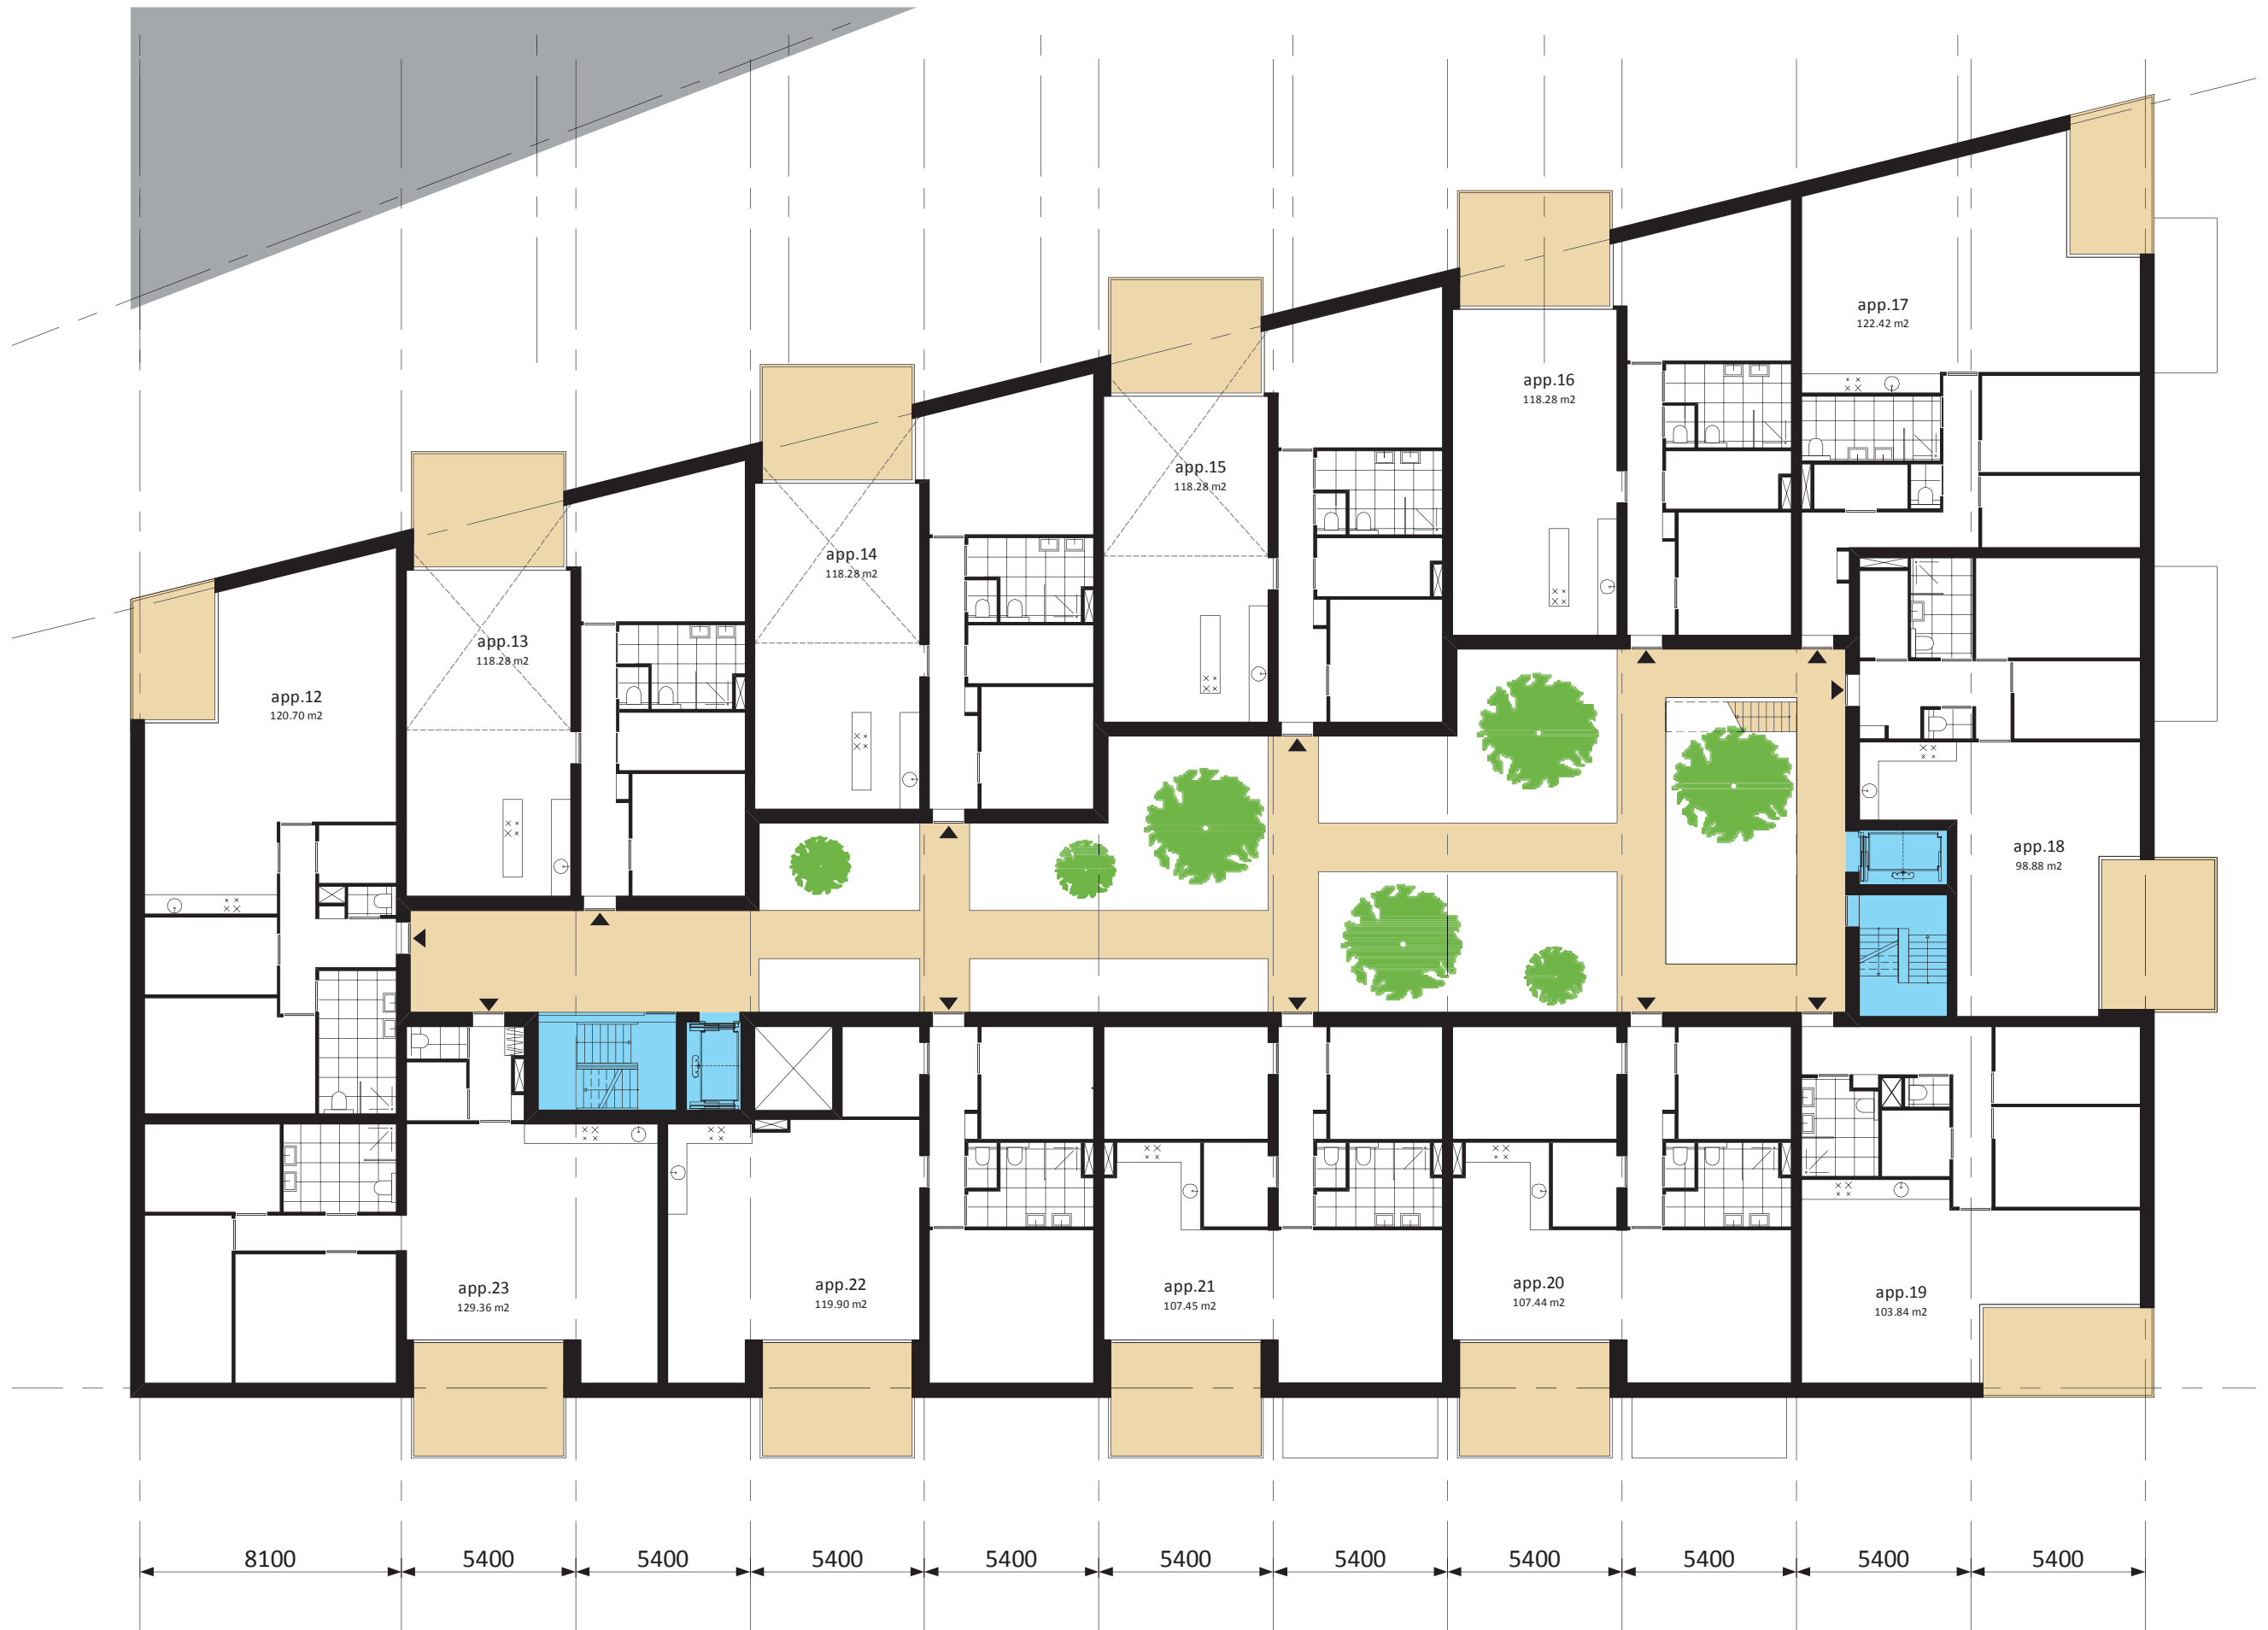 app.17
122.42 m2
app.16
118.28 m2
app.15
118.28 m2
app.14
118.28 m2
app.13
118.28 m2
app.12
120.70 m2
app.18
98.88 m2
app.23
129.36 m2
app.22
119.90 m2
app.21
107.45 m2
app.20
107.44 m2
app.19
103.84 m2
8100
5400
5400
5400
5400
5400
5400
5400
5400
5400
5400